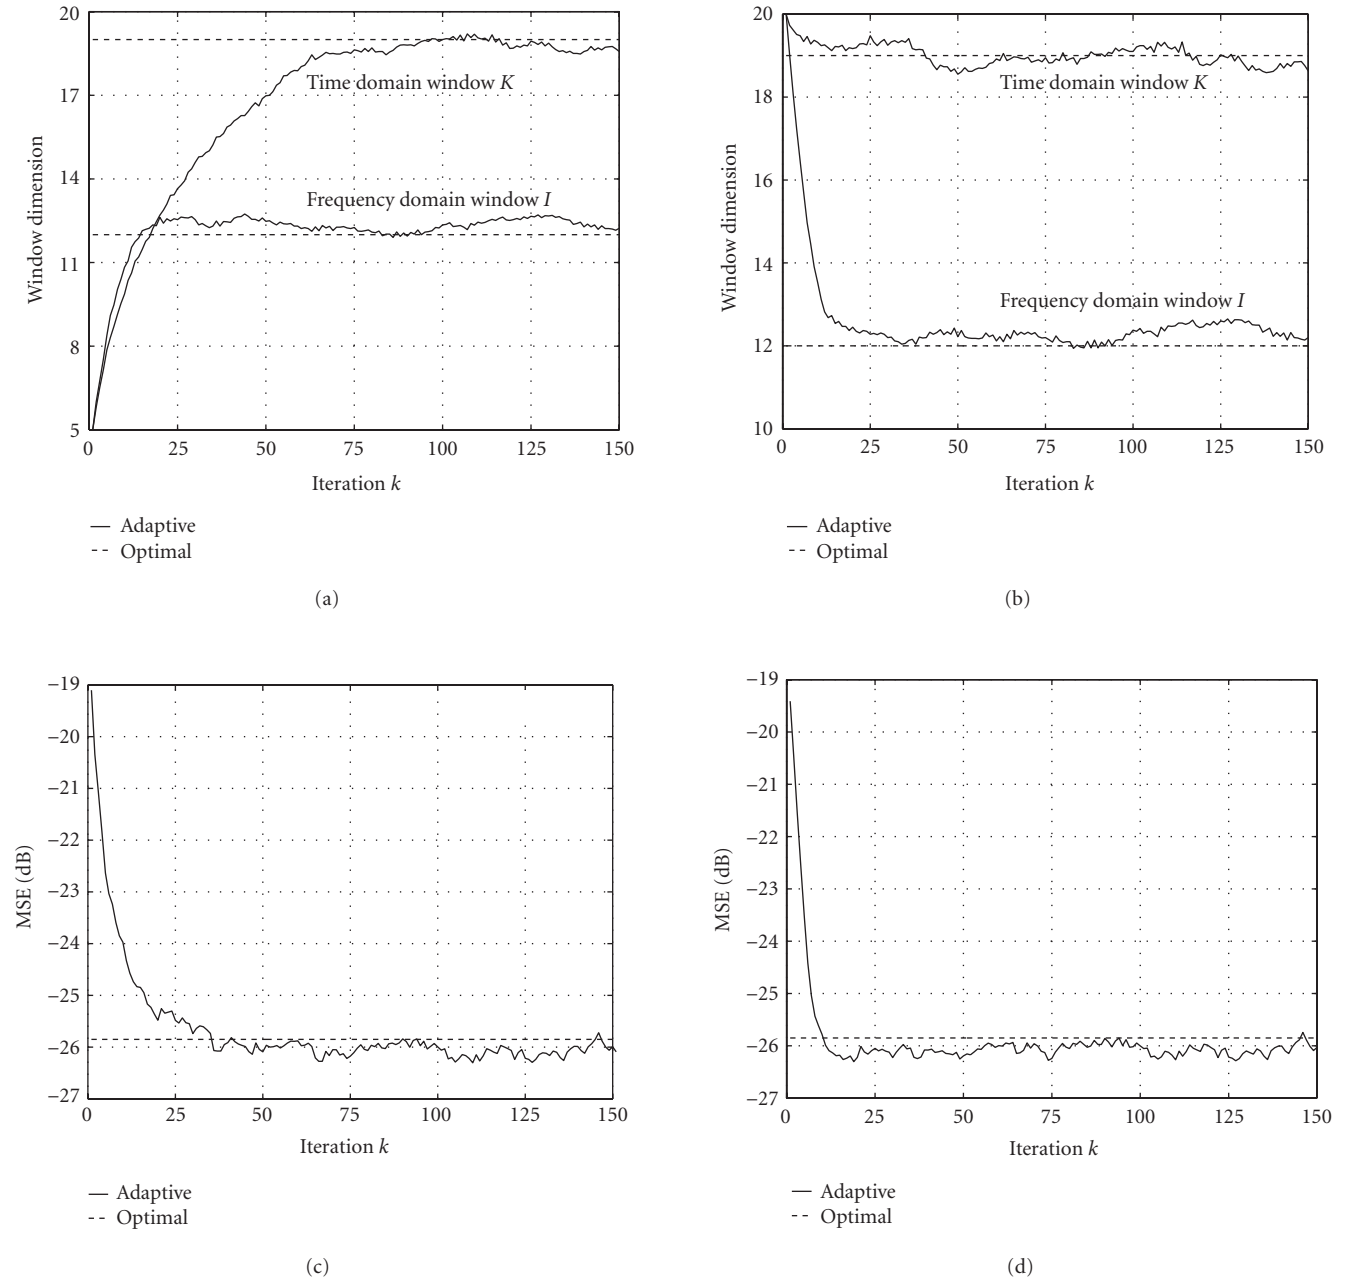 20
17
14
11
8
5
Window dimension
Time domain window K
Frequency domain window I
0 25 50 75 100 125 150
Iteration k
Adaptive
Optimal
(a)
20
18
16
14
12
10
Window dimension
Time domain window K
Frequency domain window I
0 25 50 75 100 125 150
Iteration k
Adaptive
Optimal
(b)
−19
−20
−21
−22
−23
−24
−25
−26
−27
MSE (dB)
0 25 50 75 100 125 150
Iteration k
Adaptive
Optimal
(c)
−19
−20
−21
−22
−23
−24
−25
−26
−27
MSE (dB)
0 25 50 75 100 125 150
Iteration k
Adaptive
Optimal
(d)